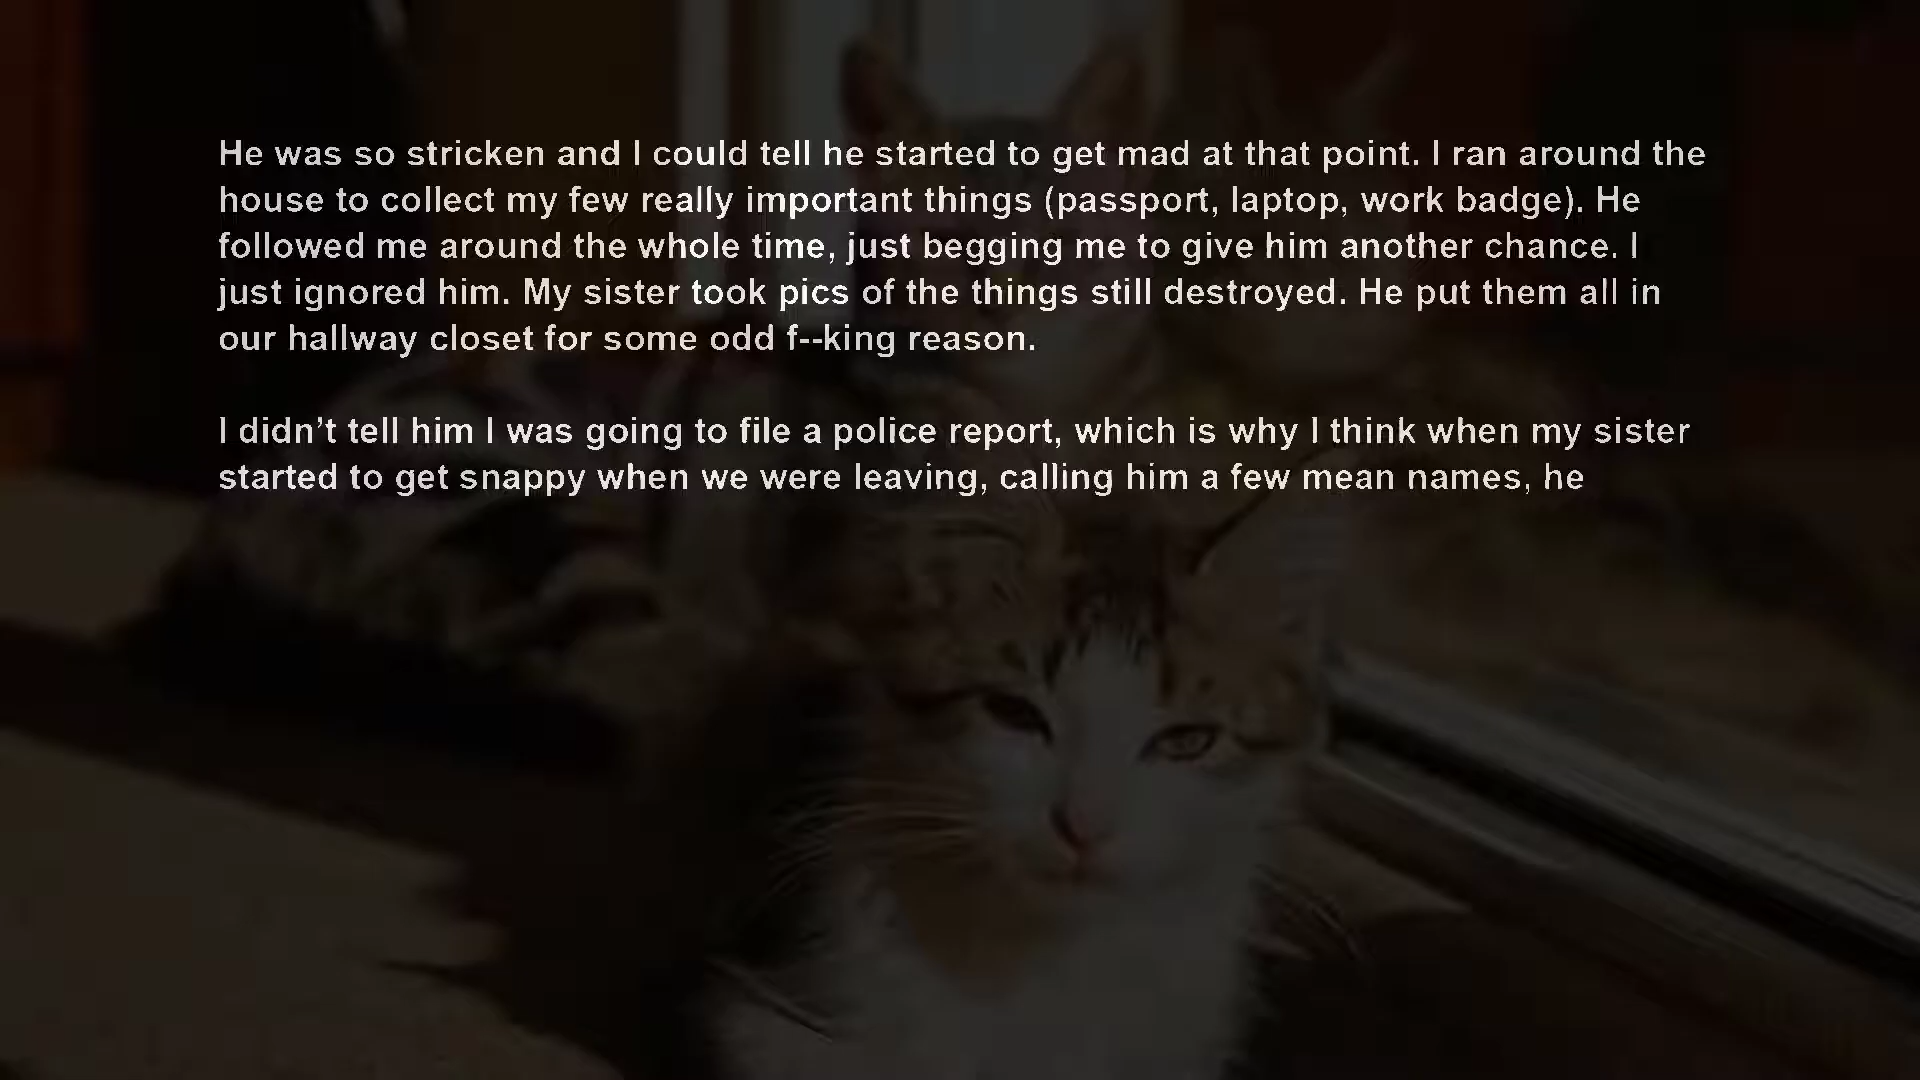 He was so stricken and I could tell he started to get mad at that point. I ran around the
house to collect my few really important things (passport, laptop, work badge). He
followed me around the whole time, just begging me to give him another chance. I
just ignored him. My sister took pics of the things still destroyed. He put them all in
our hallway closet for some odd f--king reason.
I didn’t tell him I was going to file a police report, which is why I think when my sister
started to get snappy when we were leaving, calling him a few mean names, he